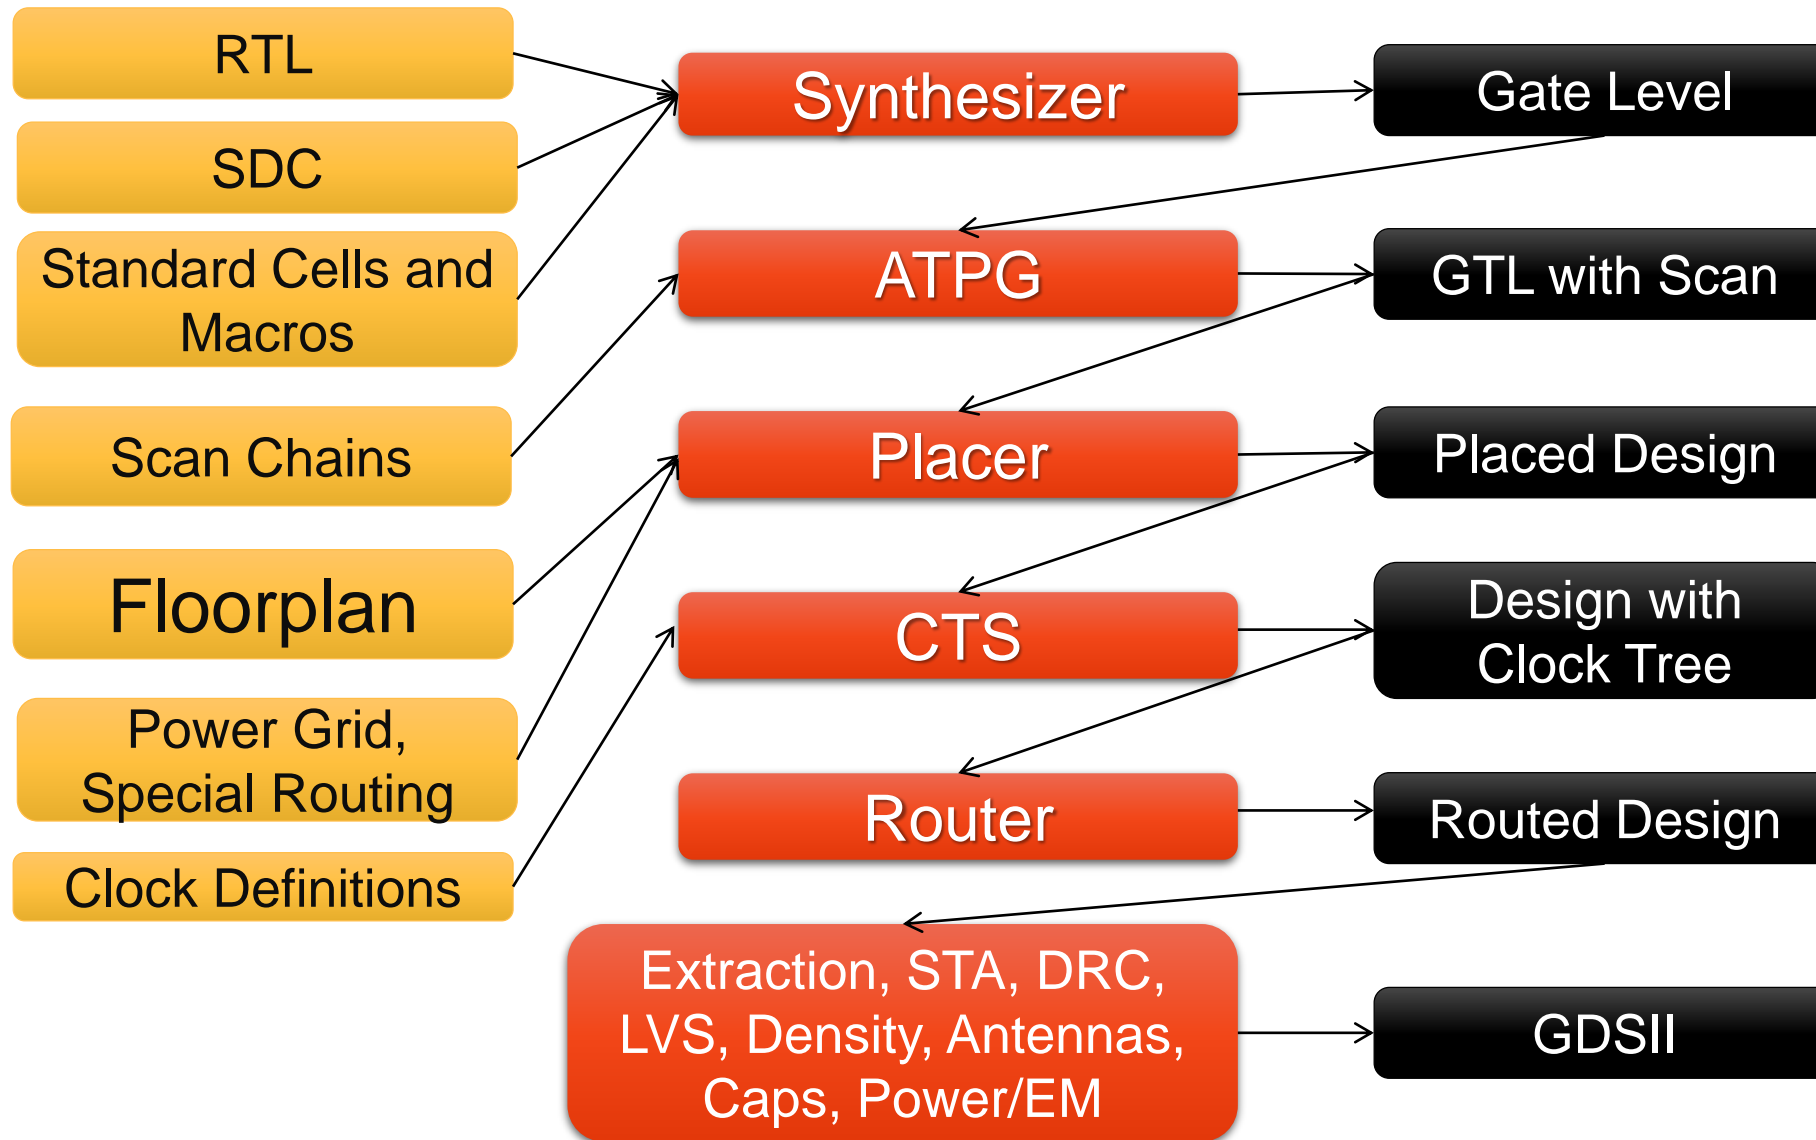 RTL
SDC
Standard Cells and
Macros
Scan Chains
Floorplan
Power Grid,
Special Routing
Clock Definitions
Synthesizer
ATPG
Placer
CTS
Router
Extraction, STA, DRC,
LVS, Density, Antennas,
Caps, Power/EM
Gate Level
GTL with Scan
Placed Design
Design with
Clock Tree
Routed Design
GDSII